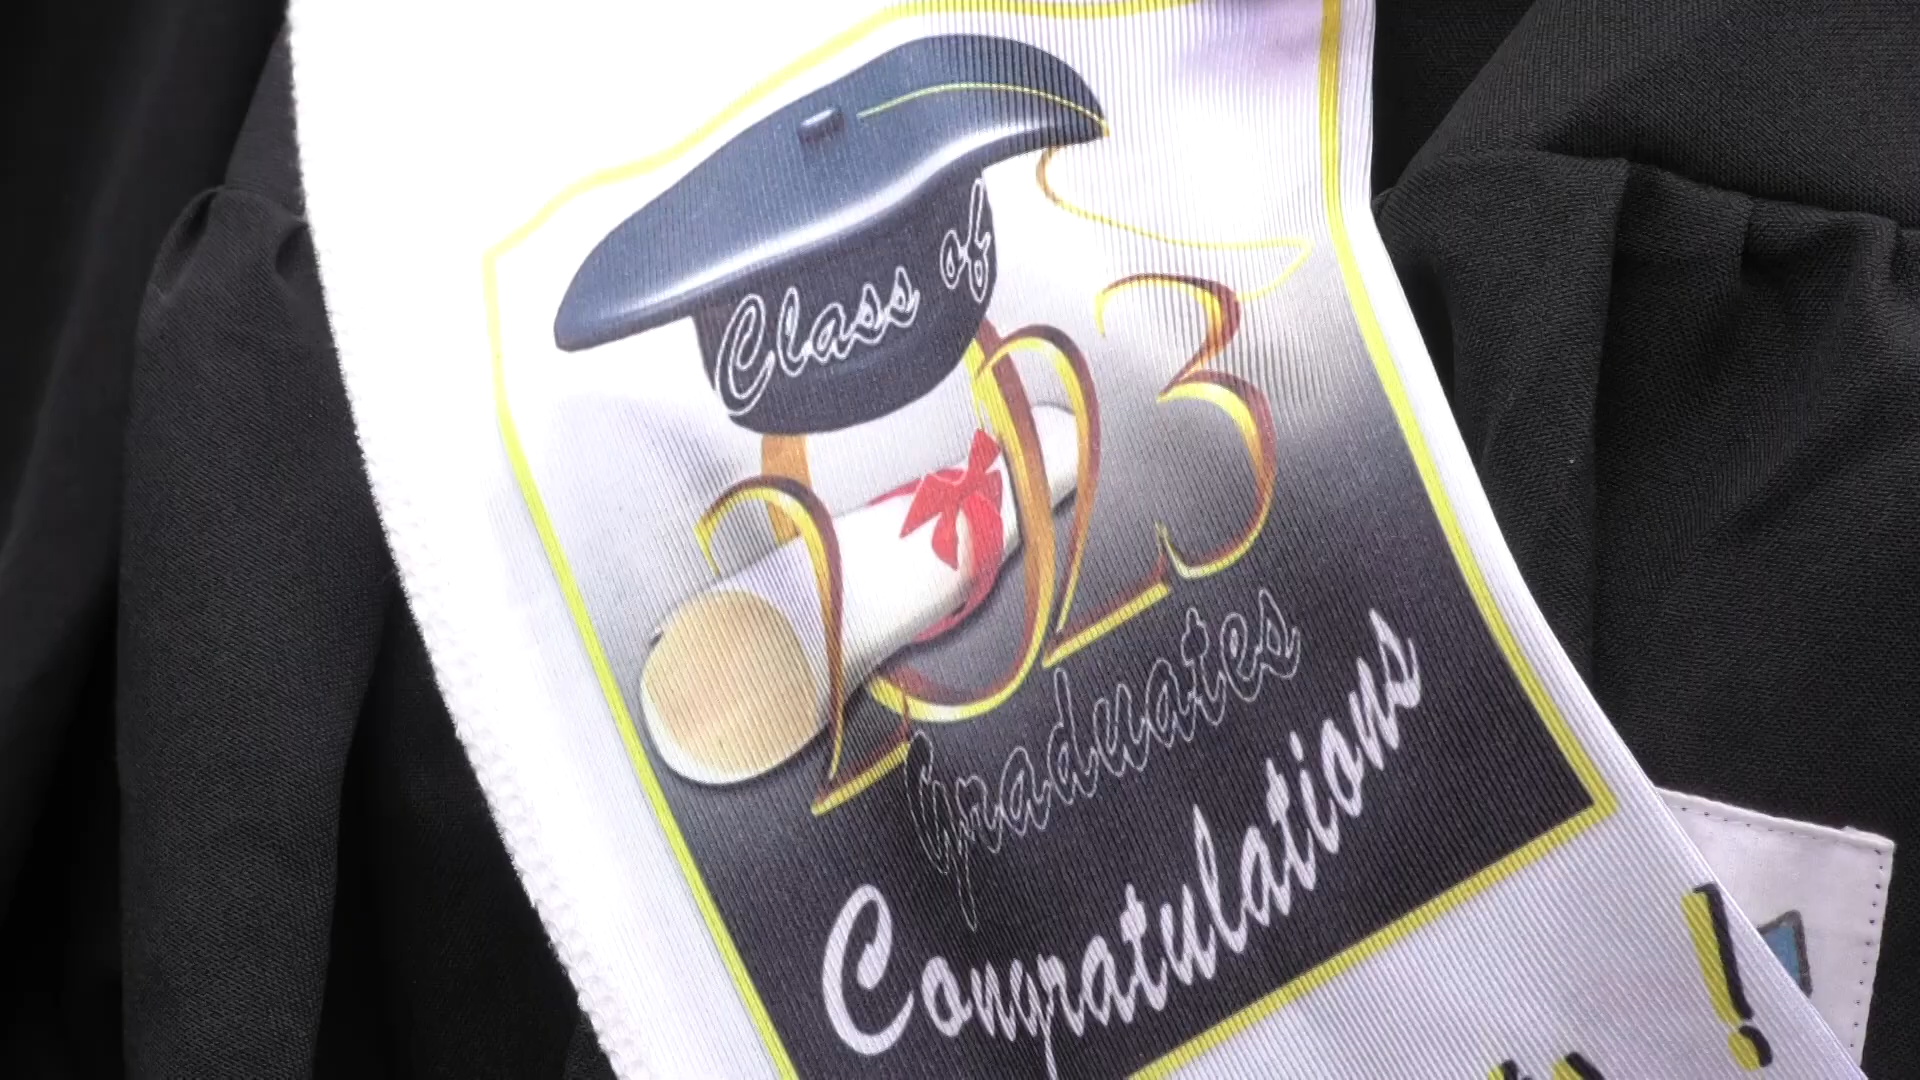 Class of
2023
Graduates
Congratulations
!